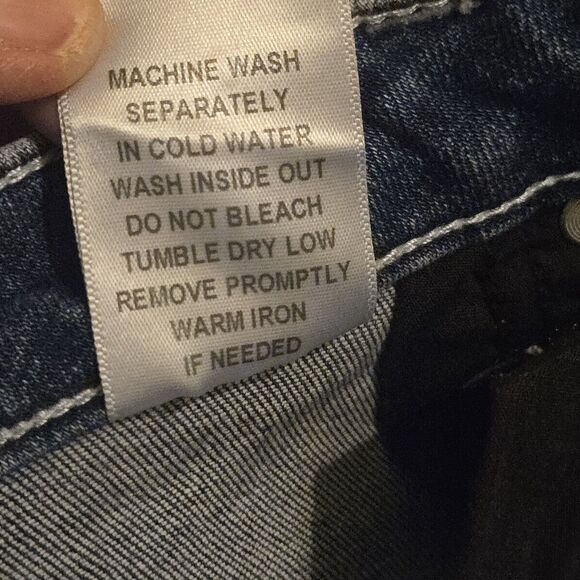 MACHINE WASH
SEPARATELY
IN COLD WATER
WASH INSIDE OUT
DO NOT BLEACH
TUMBLE DRY LOW
REMOVE PROMPTLY
WARM IRON
IF NEEDED